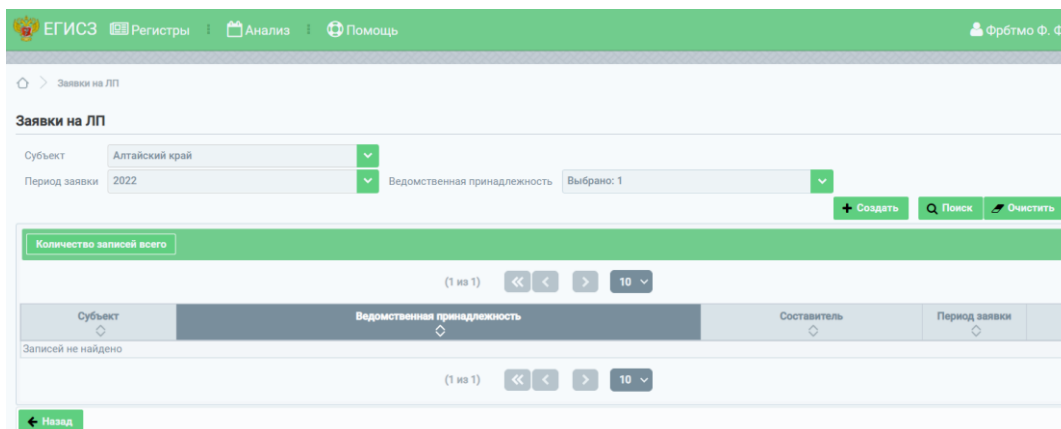 ЕГИСЗ Регистры Анализ Помощь Фрбтмо Ф. Ф
Заявки на ЛП
Заявки на ЛП
Субъект Алтайский край
Период заявки 2022 Ведомственная принадлежность Выбрано: 1
Создать Поиск Очистить
Количество записей всего
(1 из 1) 10
Субъект Ведомственная принадлежность Составитель Период заявки
Записей не найдено
(1 из 1) 10
Назад